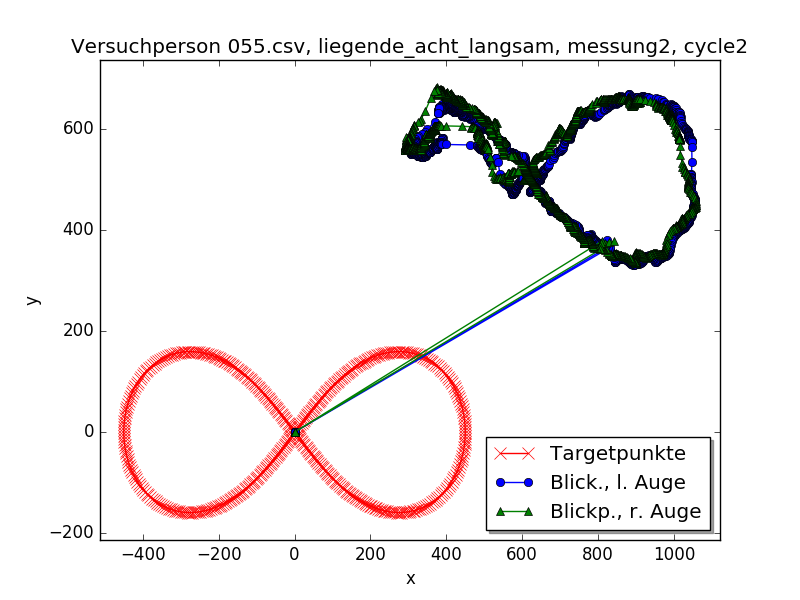 Versuchperson 055.csv, liegende_acht_langsam, messung2, cycle2
y
600
400
200
0
−200
−400
−200
0
200
400
600
800
1000
x
Targetpunkte
Blick., l. Auge
Blickp., r. Auge